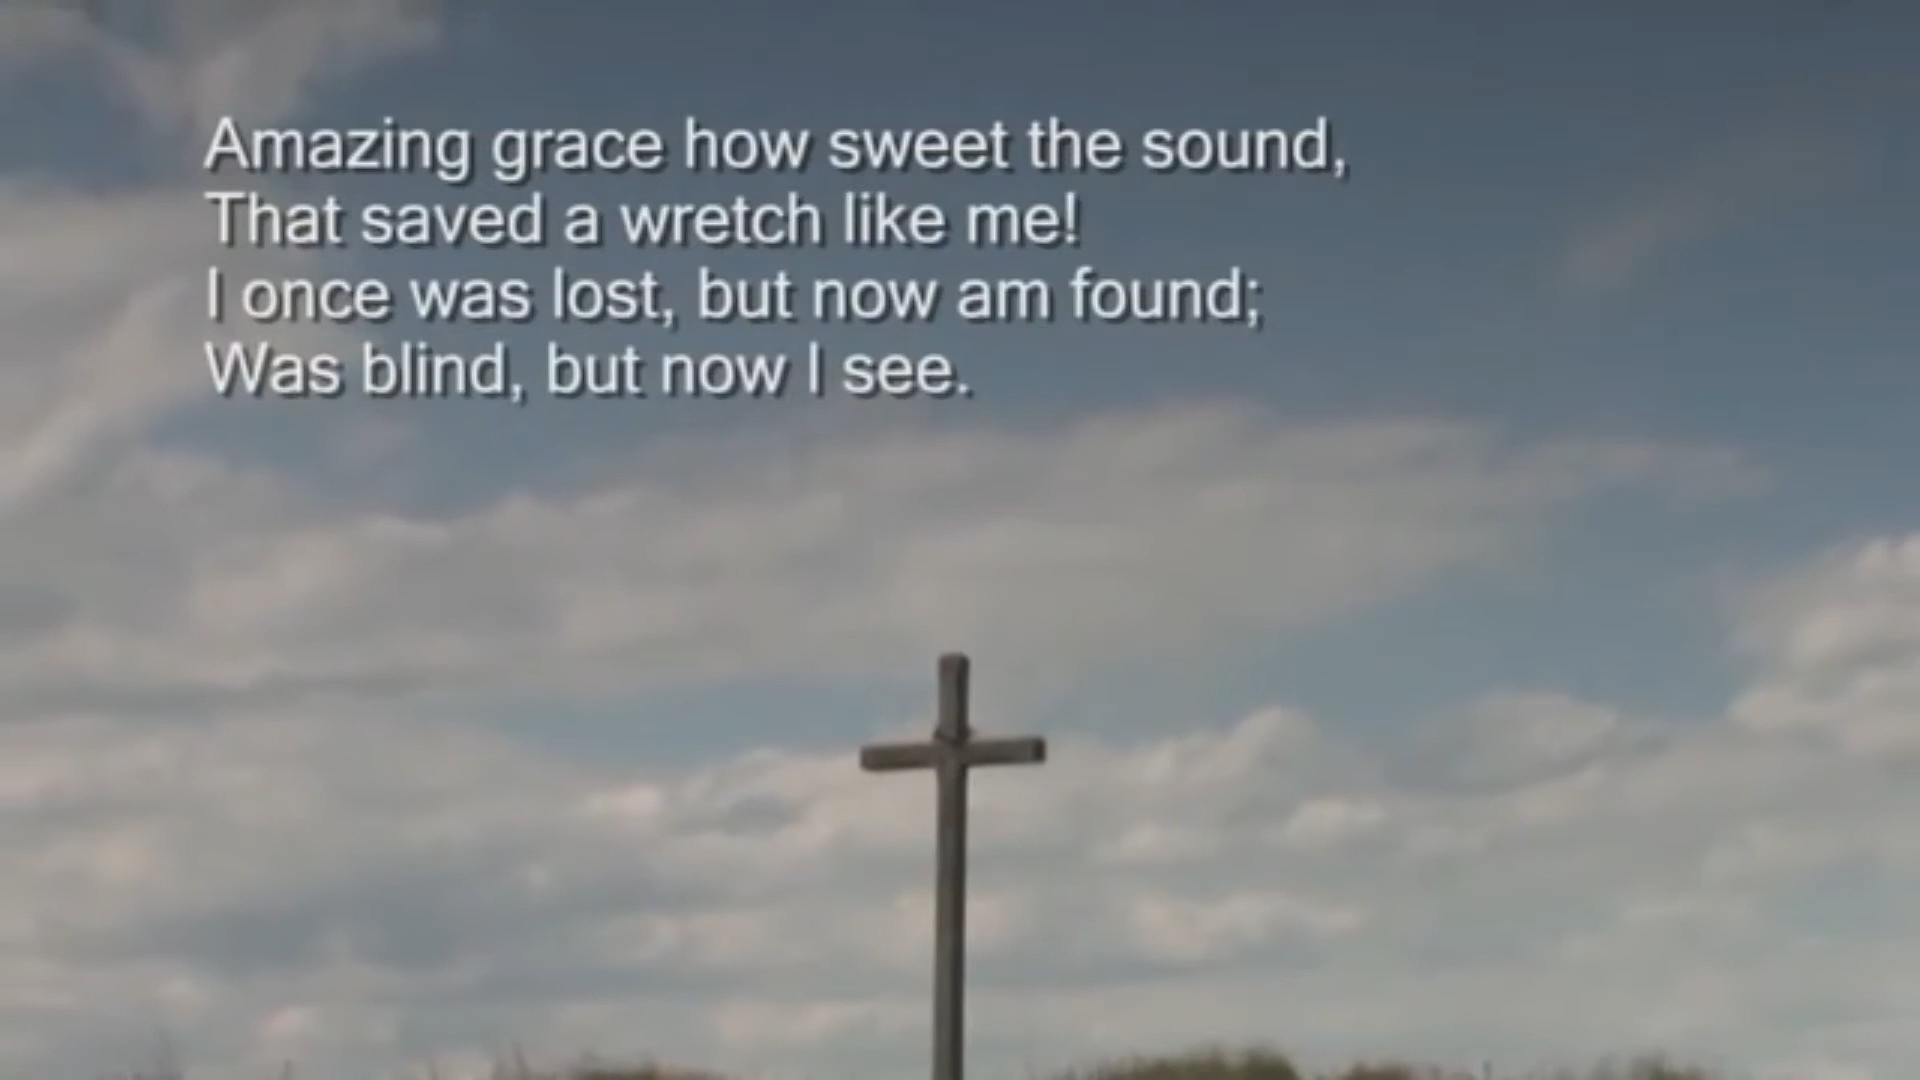 Amazing grace how sweet the sound,
That saved a wretch like me!
I once was lost, but now am found;
Was blind, but now I see.